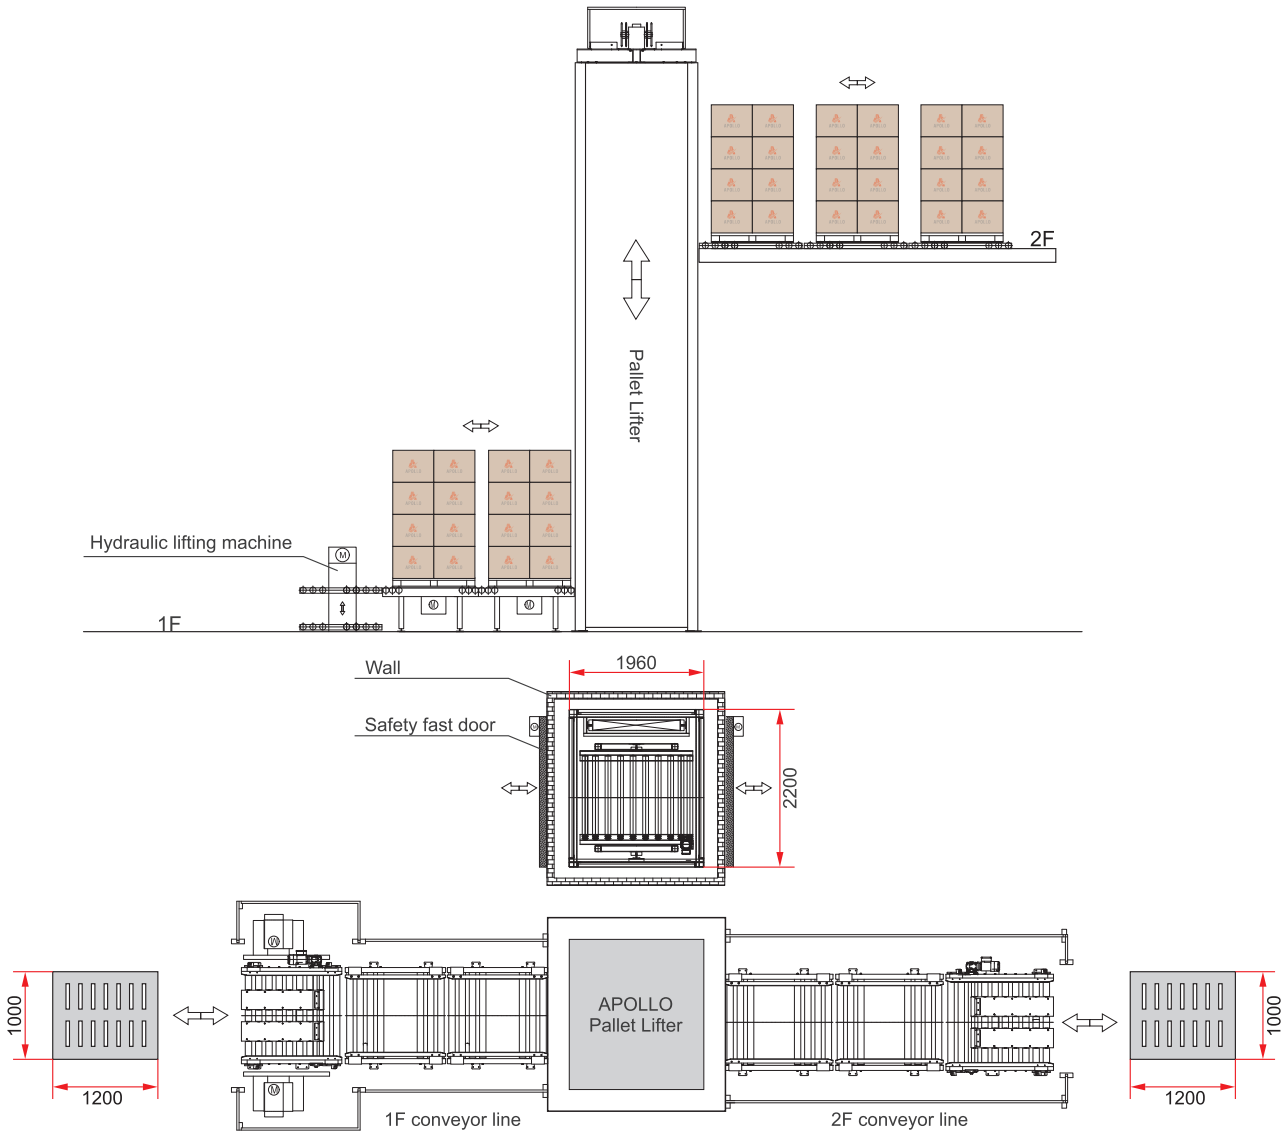 2F
Pallet Lifter
Hydraulic lifting machine
M
M
M
1F
Wall
1960
Safety fast door
2200
M
M
1000
1200
APOLLO
Pallet Lifter
1000
1200
1F conveyor line
2F conveyor line